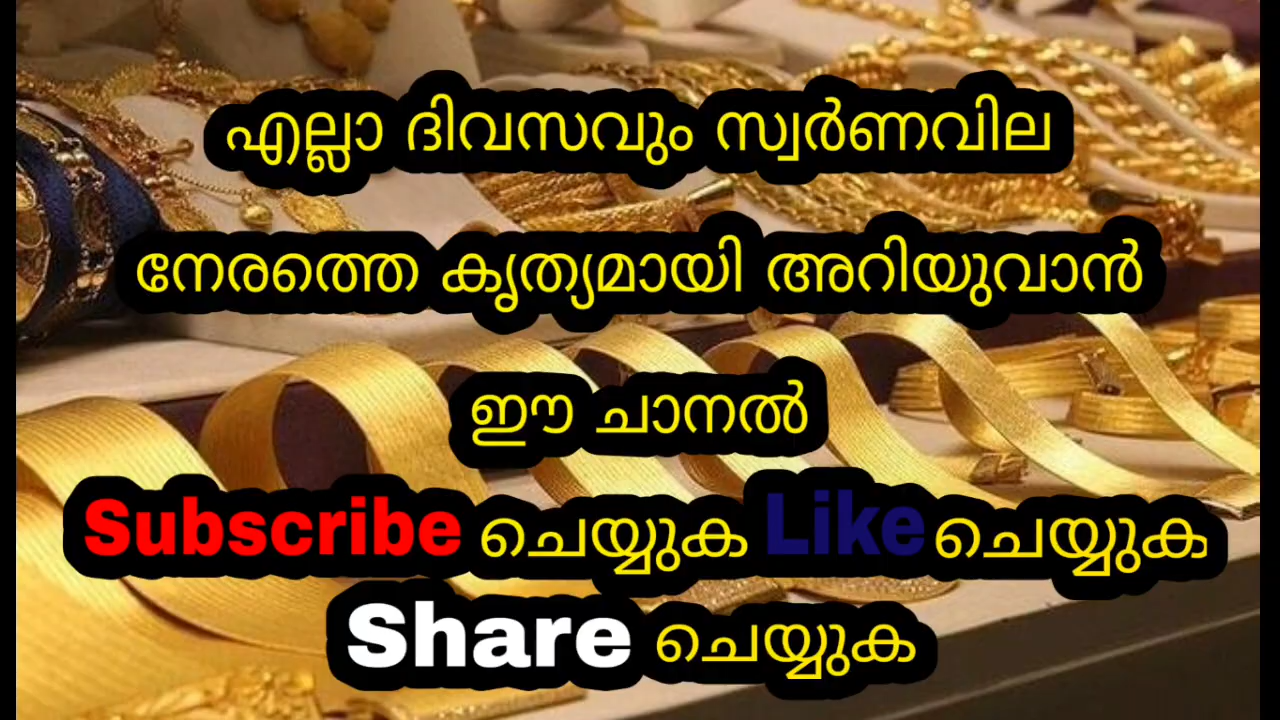 എല്ലാ ദിവസവും സ്വർണവില
നേരത്തെ കൃത്യമായി അറിയുവാൻ
ഈ ചാനൽ
Subscribe ചെയ്യുക Like ചെയ്യുക
Share ചെയ്യുക